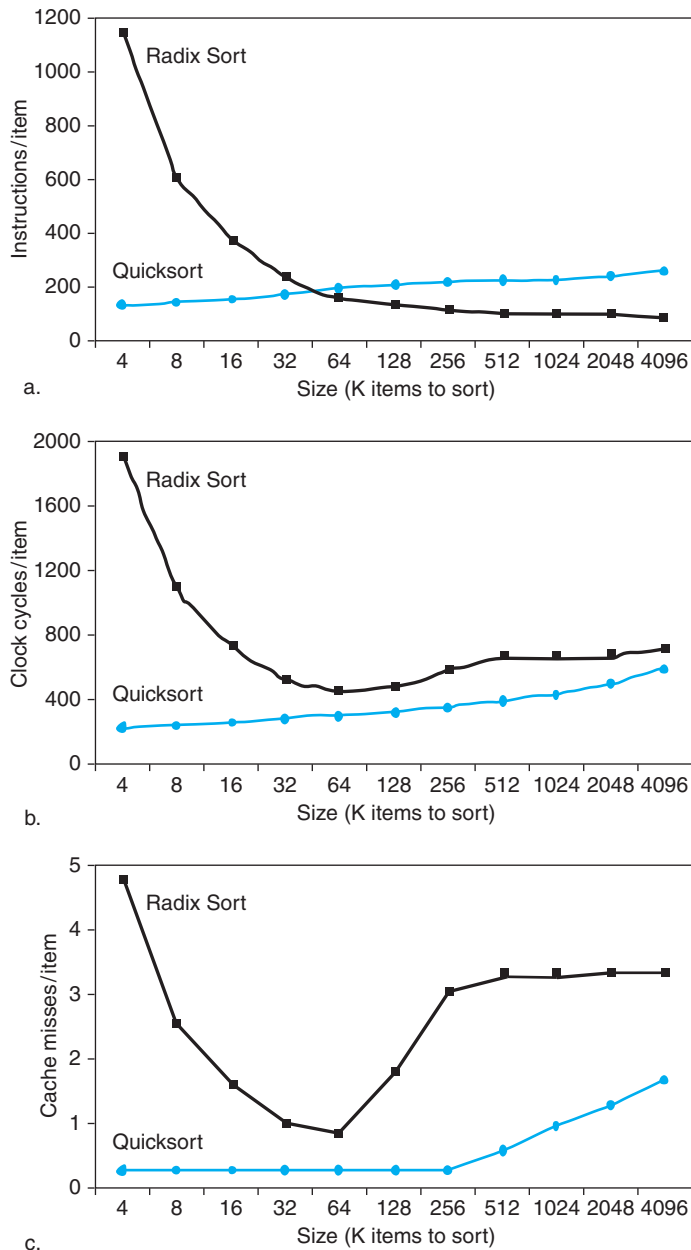 1200
Radix Sort
1000
800
600
400
Quicksort
200
0
Instructions/item
4 8 16 32 64 128 256 512 1024 2048 4096
a.
Size (K items to sort)
2000
Radix Sort
1600
1200
800
Quicksort
400
0
Clock cycles/item
4 8 16 32 64 128 256 512 1024 2048 4096
b.
Size (K items to sort)
5
Radix Sort
4
3
2
1
Quicksort
0
Cache misses/item
4 8 16 32 64 128 256 512 1024 2048 4096
c.
Size (K items to sort)